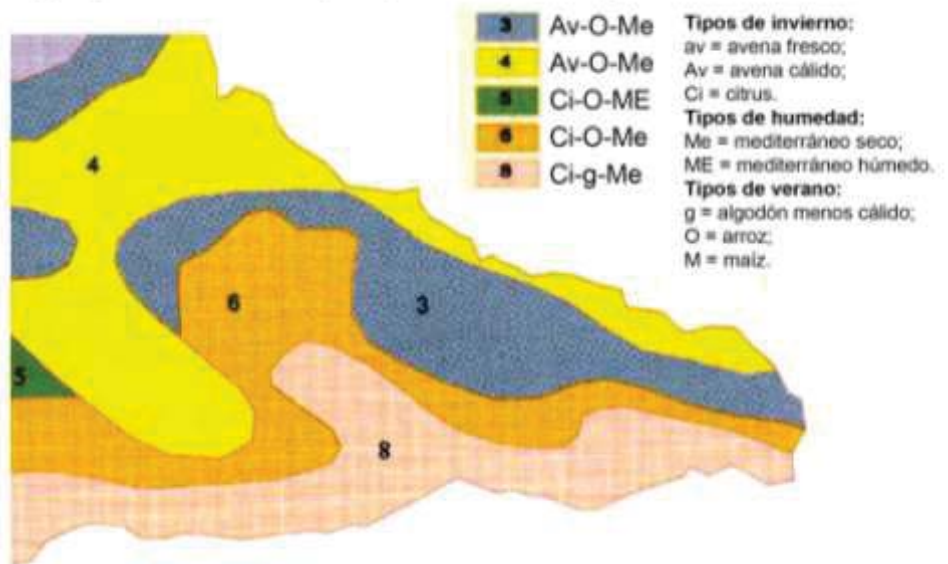 3 Av-O-Me
4 Av-O-Me
5 Ci-O-ME
6 Ci-O-Me
8 Ci-g-Me
Tipos de invierno:
av = avena fresco;
Av = avena cálido;
Ci = citrus.
Tipos de humedad:
Me = mediterráneo seco;
ME = mediterráneo húmedo.
Tipos de verano:
g = algodón menos cálido;
O = arroz;
M = maíz.
4
6
3
5
8